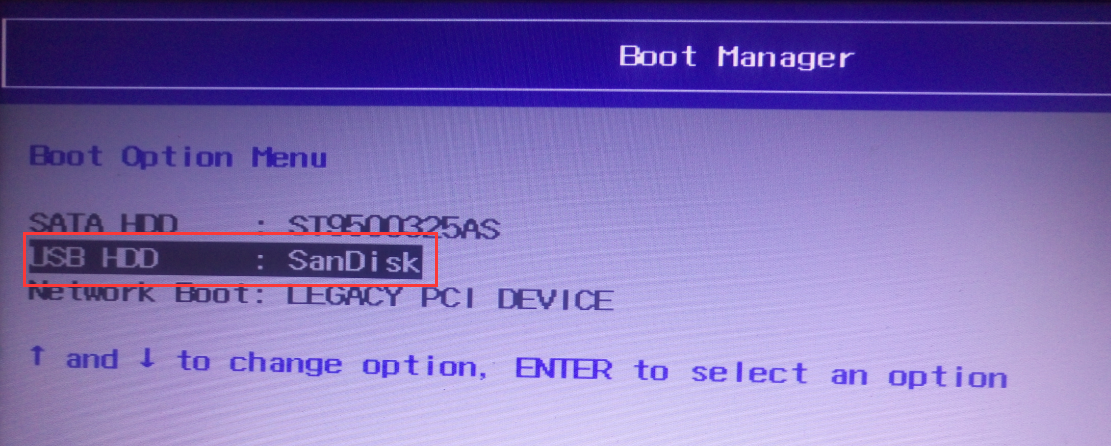 Boot Manager
Boot Option Menu
SATA HDD : ST9500325AS
USB HDD : SanDisk
Network Boot: LEGACY PCI DEVICE
↑ and ↓ to change option, ENTER to select an option